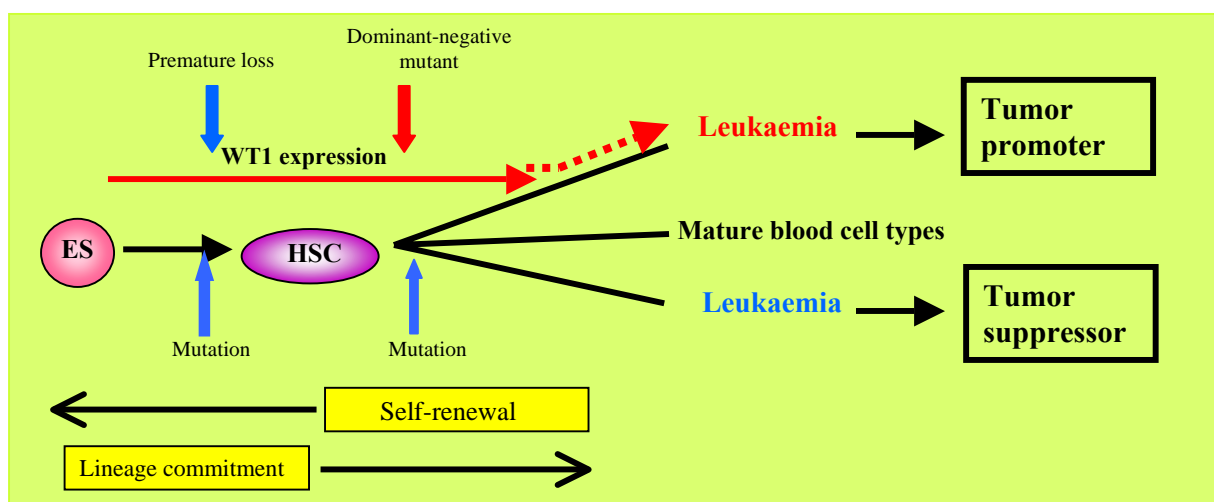 Premature loss
Dominant-negative
mutant
WT1 expression
Leukaemia
Tumor
promoter
ES
HSC
Mature blood cell types
Leukaemia
Tumor
suppressor
Mutation
Mutation
Self-renewal
Lineage commitment